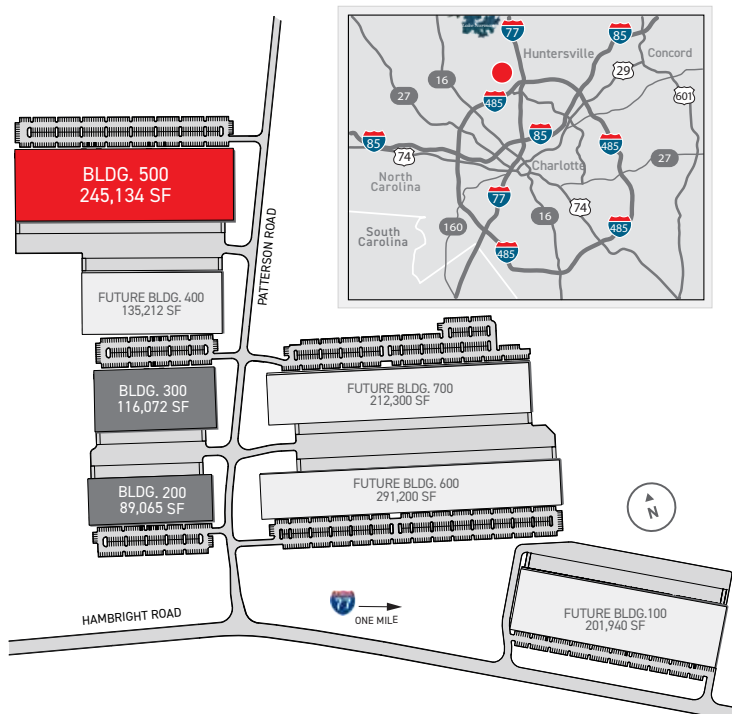 77
85
Huntersville
Concord
29
16
27
601
485
85
85
485
74
Charlotte
27
North
Carolina
77
74
16
South
Carolina
160
485
485
BLDG. 500
245,134 SF
PATTERSON ROAD
FUTURE BLDG. 400
135,212 SF
BLDG. 300
116,072 SF
FUTURE BLDG. 700
212,300 SF
BLDG. 200
89,065 SF
FUTURE BLDG. 600
291,200 SF
N
HAMBRIGHT ROAD
77
ONE MILE
FUTURE BLDG.100
201,940 SF